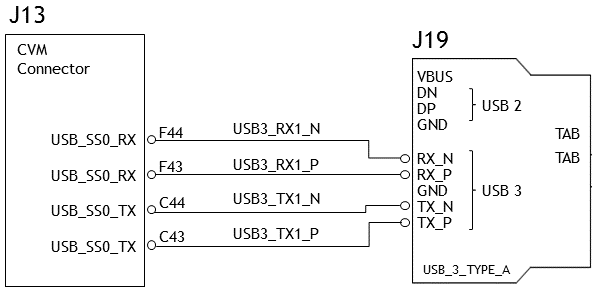 J13
CVM
Connector
USB_SS0_RX
F44
USB3_RX1_N
USB_SS0_RX
F43
USB3_RX1_P
USB_SS0_TX
C44
USB3_TX1_N
USB_SS0_TX
C43
USB3_TX1_P
J19
VBUS
DN
DP
GND
USB 2
RX_N
RX_P
GND
TX_N
TX_P
USB 3
TAB
TAB
USB_3_TYPE_A